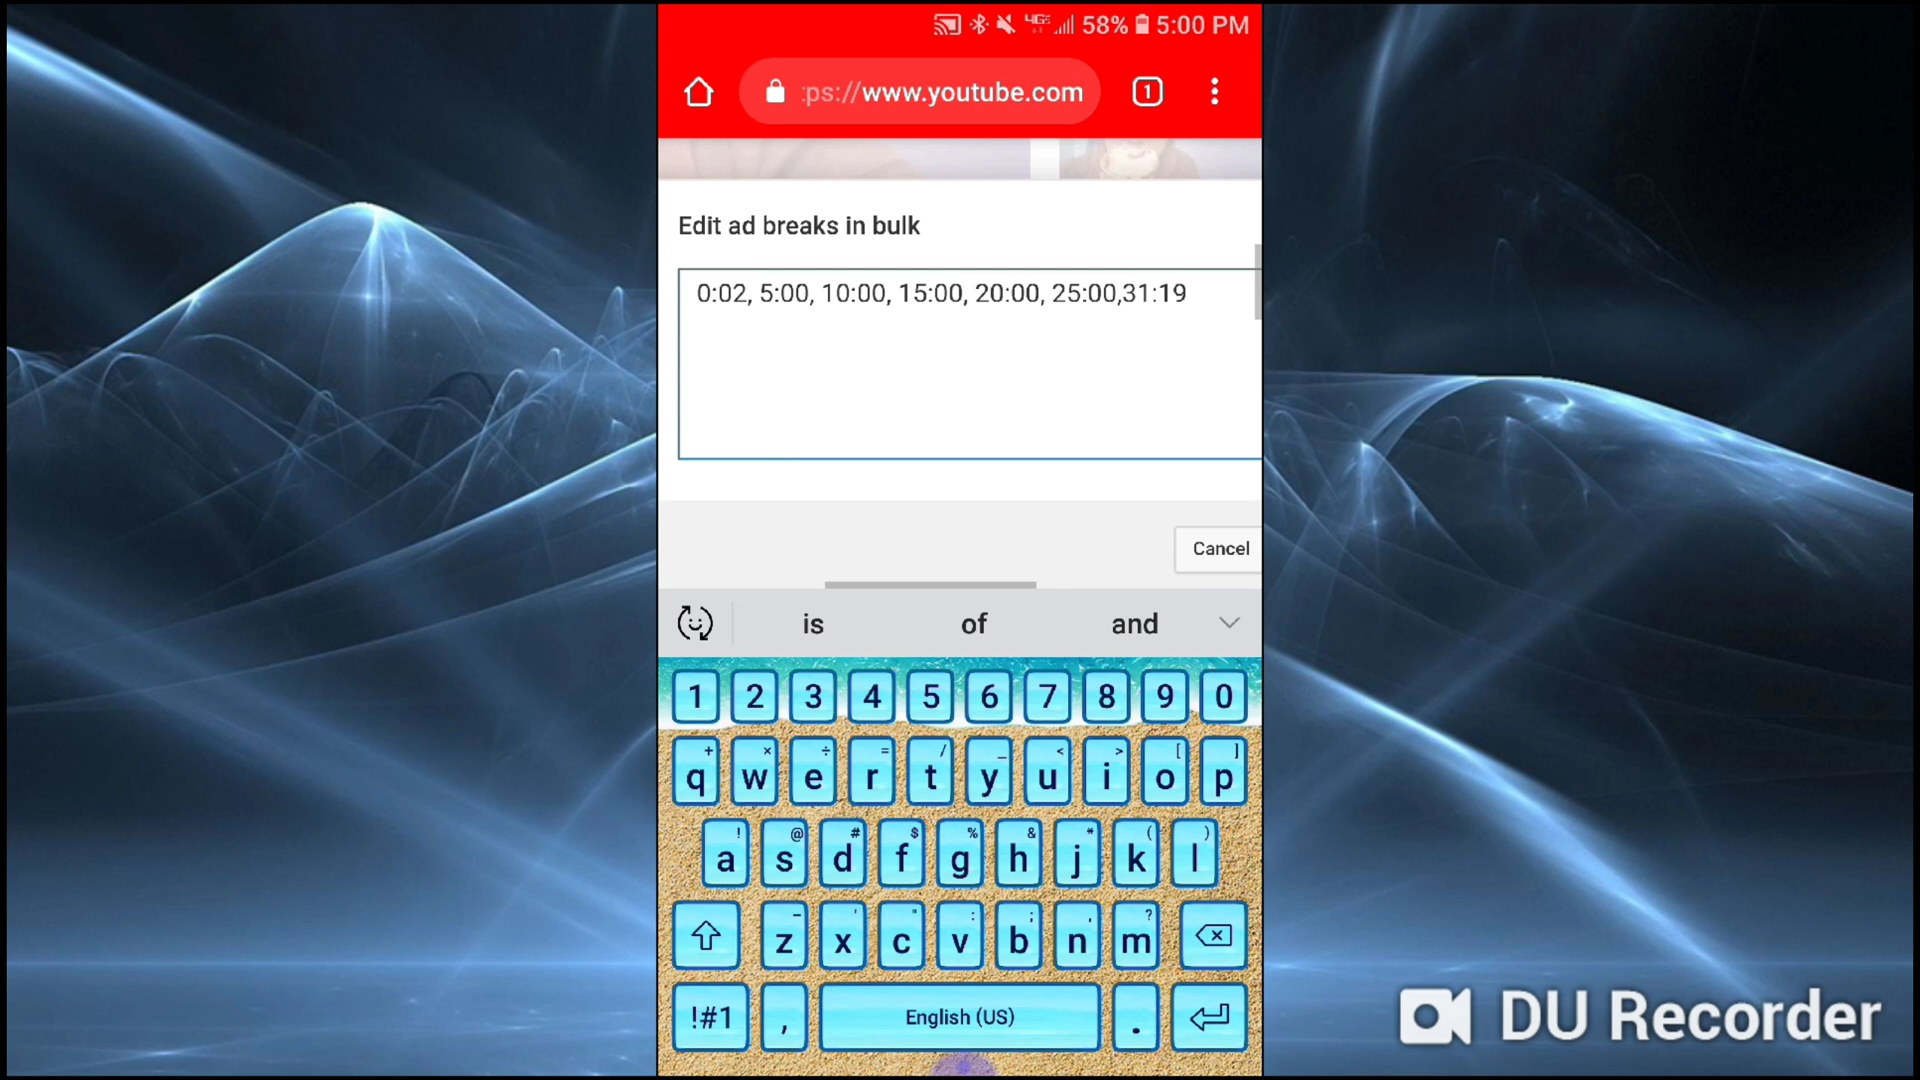 4G 58% 5:00 PM
ps://www.youtube.com 1
Edit ad breaks in bulk
0:02, 5:00, 10:00, 15:00, 20:00, 25:00,31:19
Cancel
is of and
1 2 3 4 5 6 7 8 9 0
+ × ÷ = / _ < > [ ]
q w e r t y u i o p
! @ # $ % & * ( )
a s d f g h j k l
- ' " : ; , ?
z x c v b n m
!#1 , English (US) .
DU Recorder